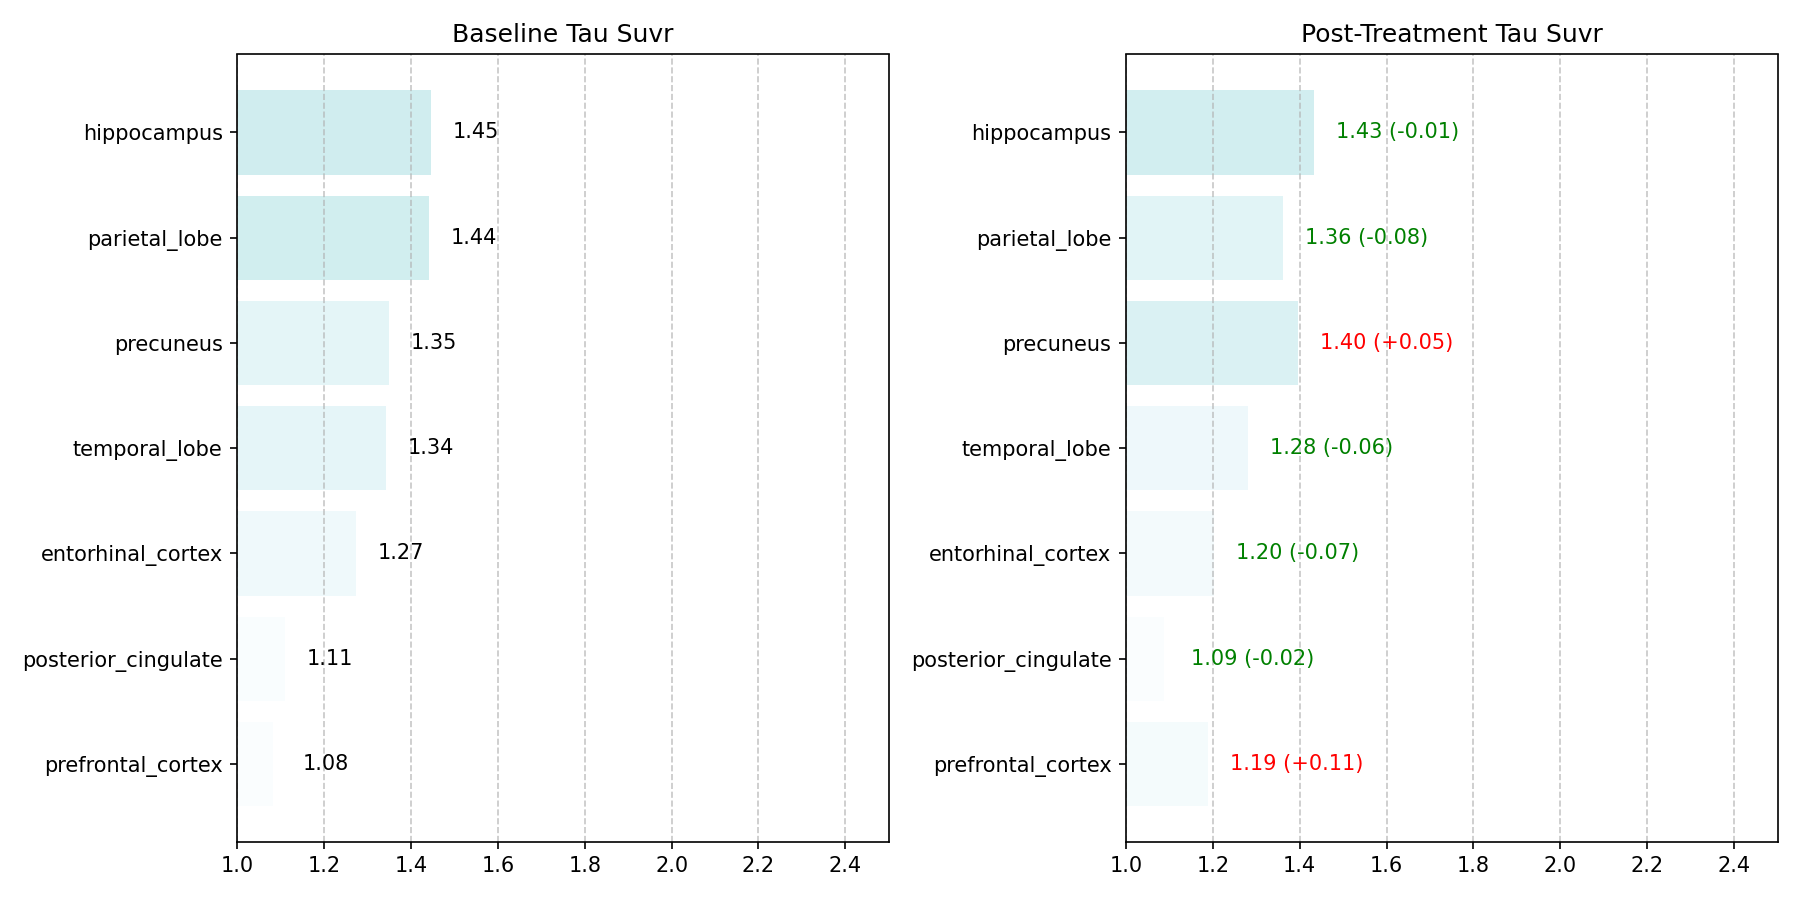 Baseline Tau Suvr
hippocampus
1.45
parietal_lobe
1.44
precuneus
1.35
temporal_lobe
1.34
entorhinal_cortex
1.27
posterior_cingulate
1.11
prefrontal_cortex
1.08
1.0 1.2 1.4 1.6 1.8 2.0 2.2 2.4
Post-Treatment Tau Suvr
hippocampus
1.43 (-0.01)
parietal_lobe
1.36 (-0.08)
precuneus
1.40 (+0.05)
temporal_lobe
1.28 (-0.06)
entorhinal_cortex
1.20 (-0.07)
posterior_cingulate
1.09 (-0.02)
prefrontal_cortex
1.19 (+0.11)
1.0 1.2 1.4 1.6 1.8 2.0 2.2 2.4